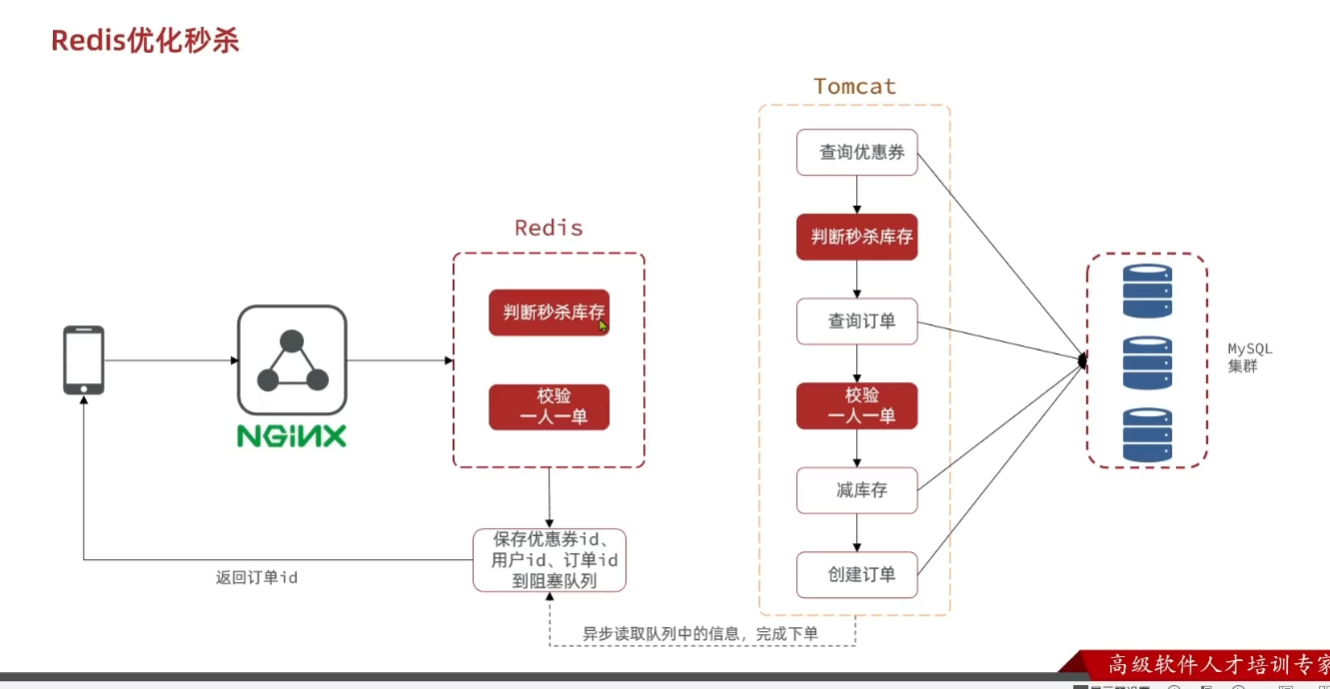 Redis优化秒杀
Tomcat
查询优惠券
判断秒杀库存
查询订单
校验
一人一单
减库存
创建订单
Redis
判断秒杀库存
校验
一人一单
NGINX
MySQL
集群
保存优惠券id、
用户id、订单id
到阻塞队列
返回订单id
异步读取队列中的信息，完成下单
高级软件人才培训专家